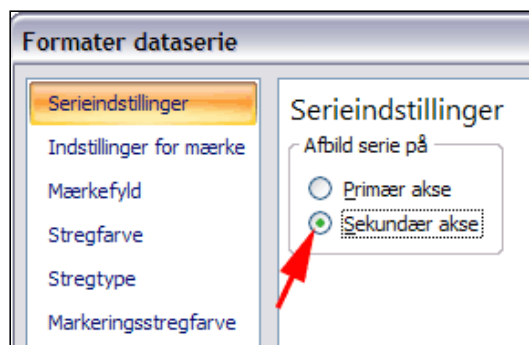 Formater dataserie
Serieindstillinger
Indstillinger for mærke
Mærkefyld
Stregfarve
Stregtype
Markeringsstregfarve
Serieindstillinger
Afbild serie på
Primær akse
Sekundær akse